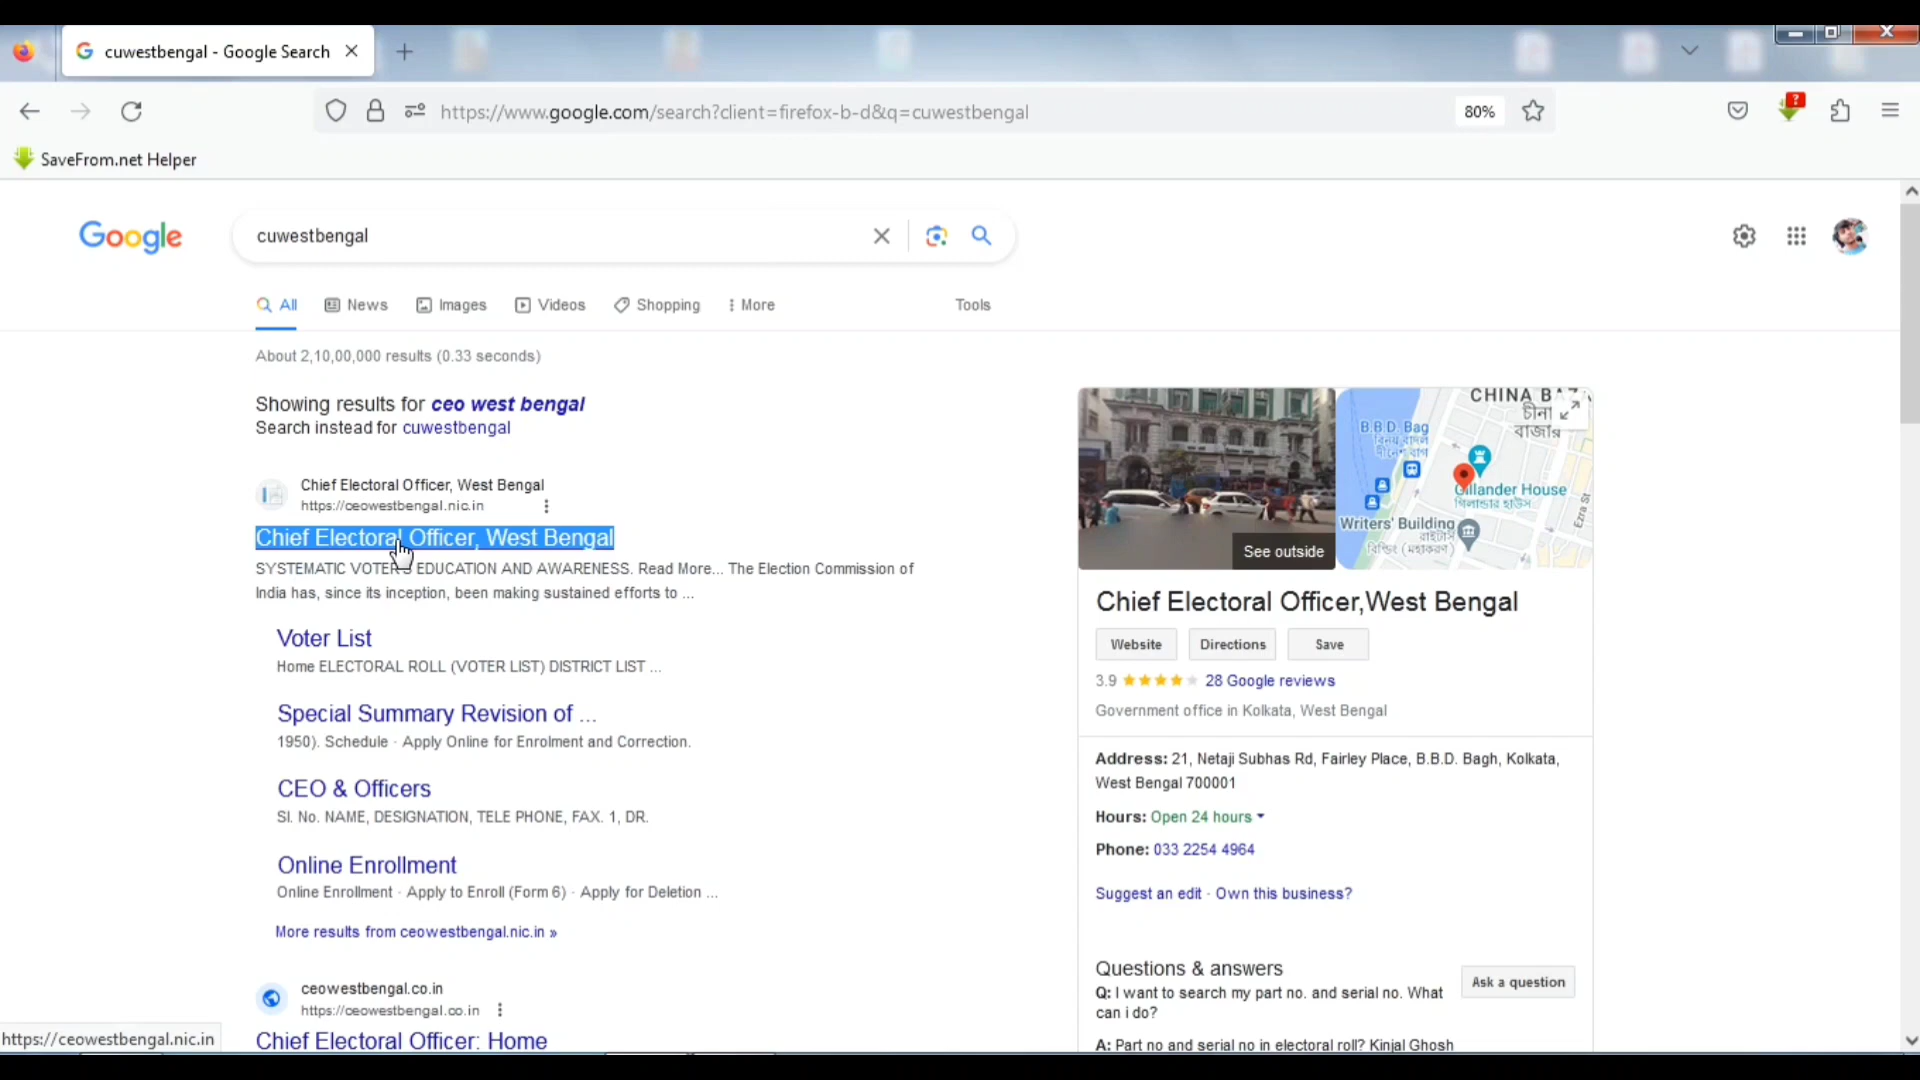 cuwestbengal - Google Search
https://www.google.com/search?client=firefox-b-d&q=cuwestbengal
80%
?
SaveFrom.net Helper
Google
cuwestbengal
All
News
Images
Videos
Shopping
More
Tools
About 2,10,00,000 results (0.33 seconds)
Showing results for ceo west bengal
Search instead for cuwestbengal
Chief Electoral Officer, West Bengal
https://ceowestbengal.nic.in
Chief Electoral Officer, West Bengal
SYSTEMATIC VOTER'S EDUCATION AND AWARENESS. Read More... The Election Commission of
India has, since its inception, been making sustained efforts to ...
Voter List
Home ELECTORAL ROLL (VOTER LIST) DISTRICT LIST ...
Special Summary Revision of ...
1950). Schedule · Apply Online for Enrolment and Correction.
CEO & Officers
Sl. No. NAME, DESIGNATION, TELE PHONE, FAX. 1, DR.
Online Enrollment
Online Enrollment · Apply to Enroll (Form 6) · Apply for Deletion ...
More results from ceowestbengal.nic.in »
ceowestbengal.co.in
https://ceowestbengal.co.in
Chief Electoral Officer: Home
https://ceowestbengal.nic.in
See outside
CHINA
চীনা
বাজার
B.B.D. Bag
Gillander House
গিলান্ডার হাউস
Writers' Building
রাইটার্স
বিল্ডিং (মহাকরণ)
Ezra St
Chief Electoral Officer,West Bengal
Website
Directions
Save
3.9
28 Google reviews
Government office in Kolkata, West Bengal
Address: 21, Netaji Subhas Rd, Fairley Place, B.B.D. Bagh, Kolkata,
West Bengal 700001
Hours: Open 24 hours
Phone: 033 2254 4964
Suggest an edit · Own this business?
Questions & answers
Ask a question
Q: I want to search my part no. and serial no. What
can i do?
A: Part no and serial no in electoral roll? Kinjal Ghosh